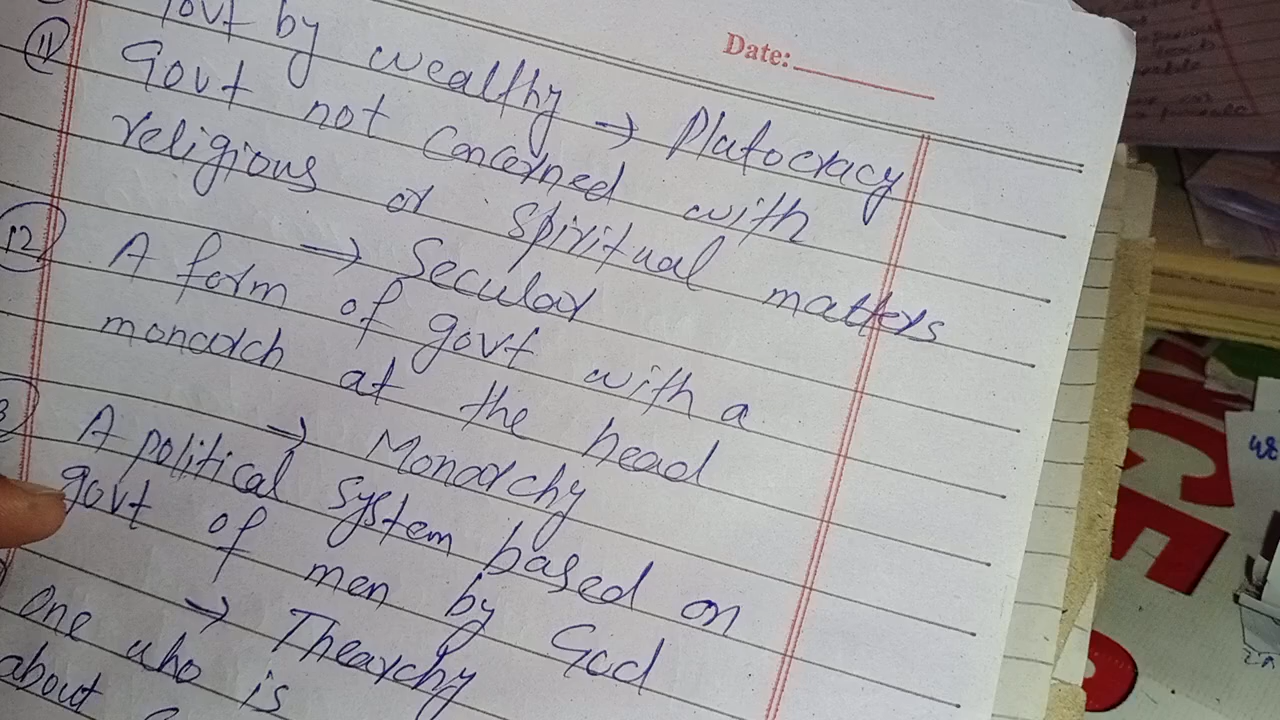 Date:
Govt by wealthy → Plutocracy
11 Govt not Concerned with
religious or spiritual matters
→ Secular
12 A form of govt with a
monarch at the head
→ Monarchy
A political system based on
govt of men by God
→ Thearchy
One who is
about
48